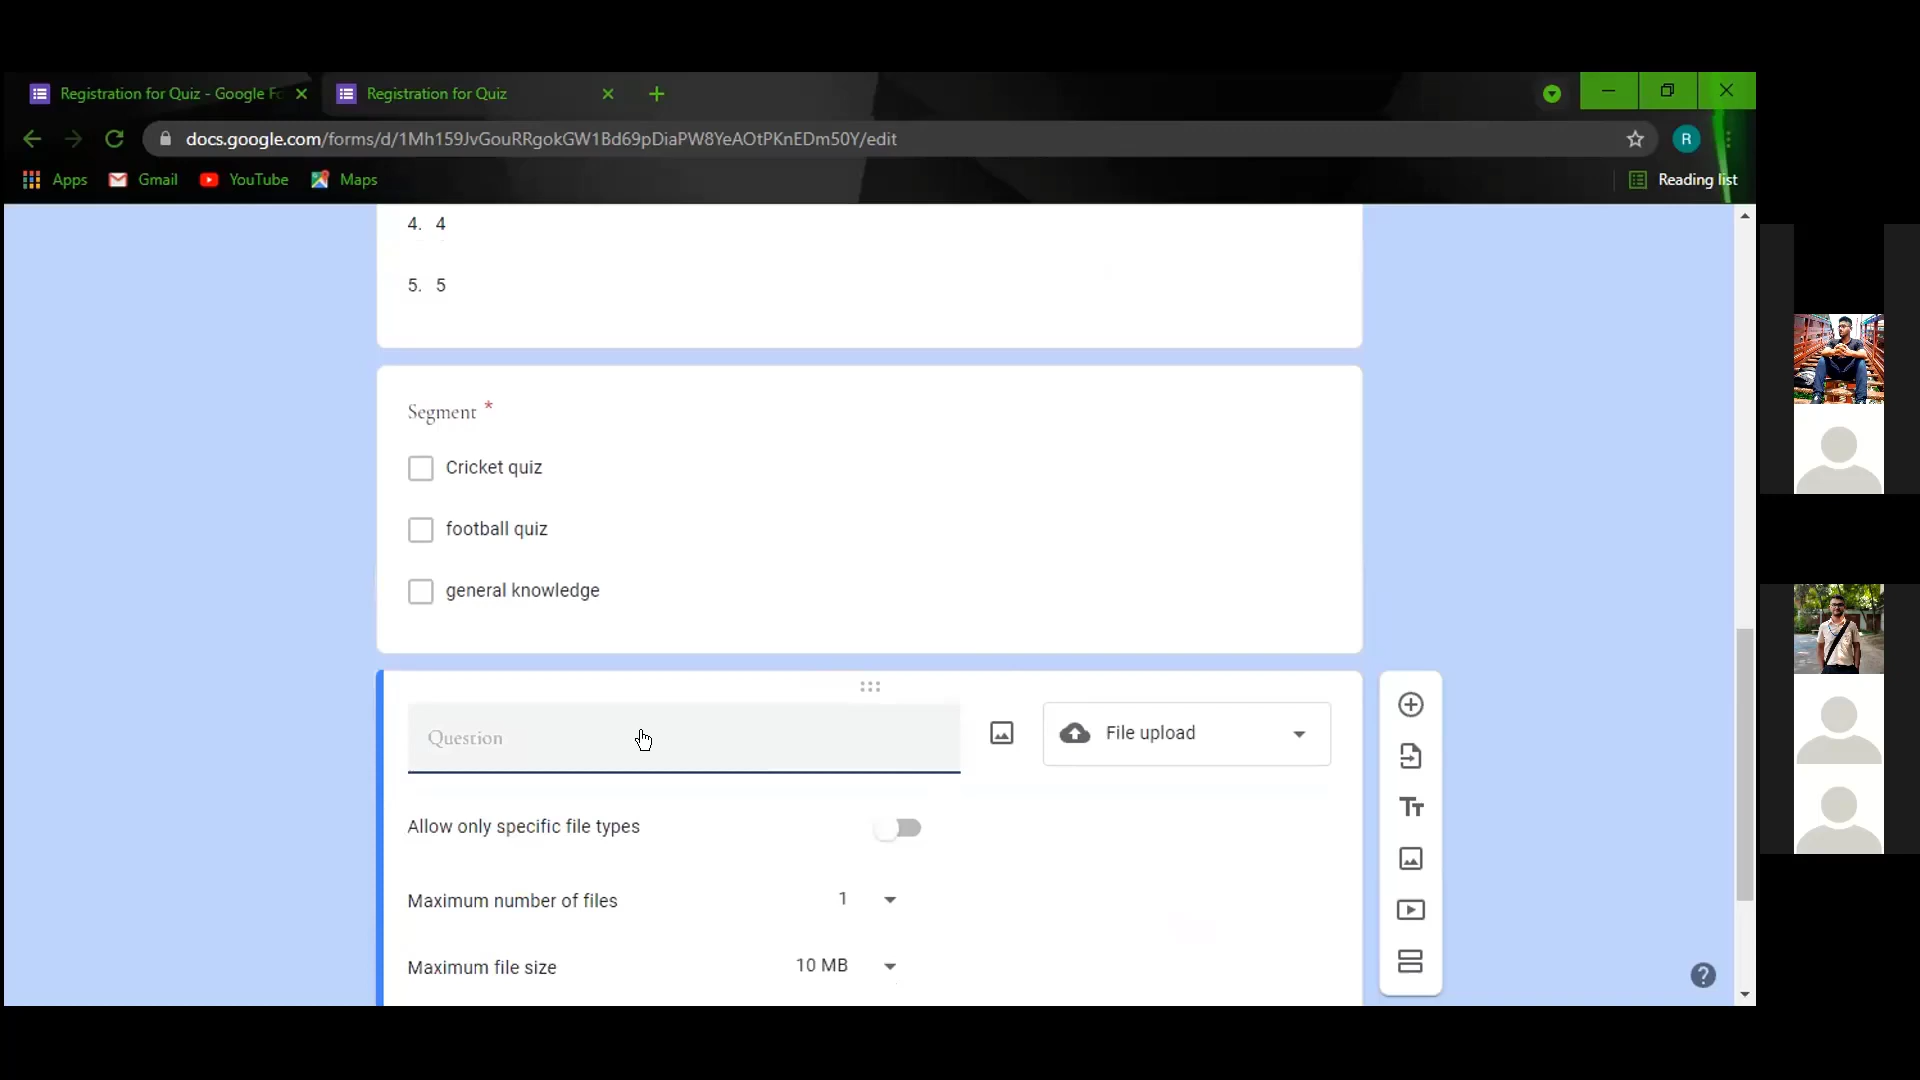 Registration for Quiz - Google Fo
Registration for Quiz
docs.google.com/forms/d/1Mh159JvGouRRgokGW1Bd69pDiaPW8YeAOtPKnEDm50Y/edit
R
Apps
Gmail
YouTube
Maps
Reading list
4. 4
5. 5
Segment *
Cricket quiz
football quiz
general knowledge
Question
File upload
Allow only specific file types
Maximum number of files
1
Maximum file size
10 MB